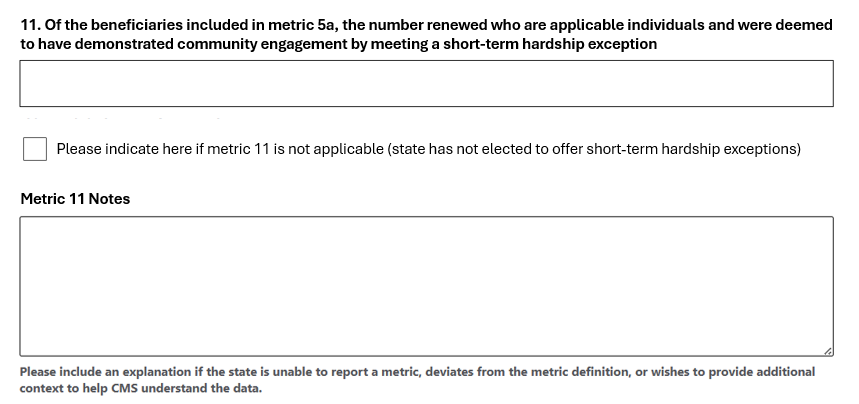 11. Of the beneficiaries included in metric 5a, the number renewed who are applicable individuals and were deemed
to have demonstrated community engagement by meeting a short-term hardship exception
Please indicate here if metric 11 is not applicable (state has not elected to offer short-term hardship exceptions)
Metric 11 Notes
Please include an explanation if the state is unable to report a metric, deviates from the metric definition, or wishes to provide additional
context to help CMS understand the data.